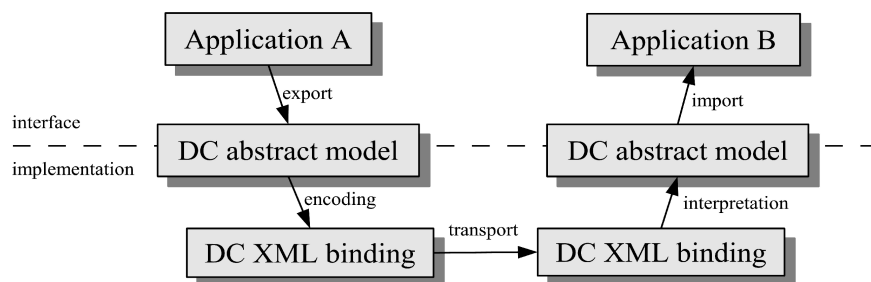 Application A
Application B
export
import
interface
DC abstract model
DC abstract model
implementation
encoding
interpretation
transport
DC XML binding
DC XML binding